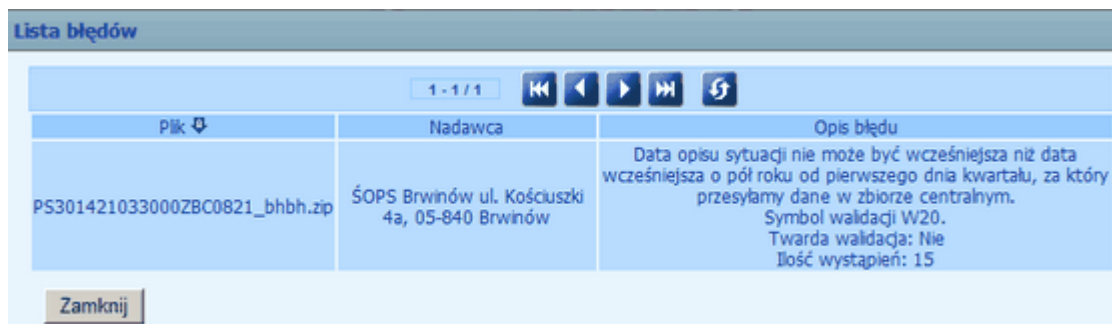 Lista błędów
1 - 1 / 1
Plik
Nadawca
Opis błędu
PS301421033000ZBC0821_bhbh.zip
ŚOPS Brwinów ul. Kościuszki
4a, 05-840 Brwinów
Data opisu sytuacji nie może być wcześniejsza niż data
wcześniejsza o pół roku od pierwszego dnia kwartału, za który
przesyłamy dane w zbiorze centralnym.
Symbol walidacji W20.
Twarda walidacja: Nie
Ilość wystąpień: 15
Zamknij